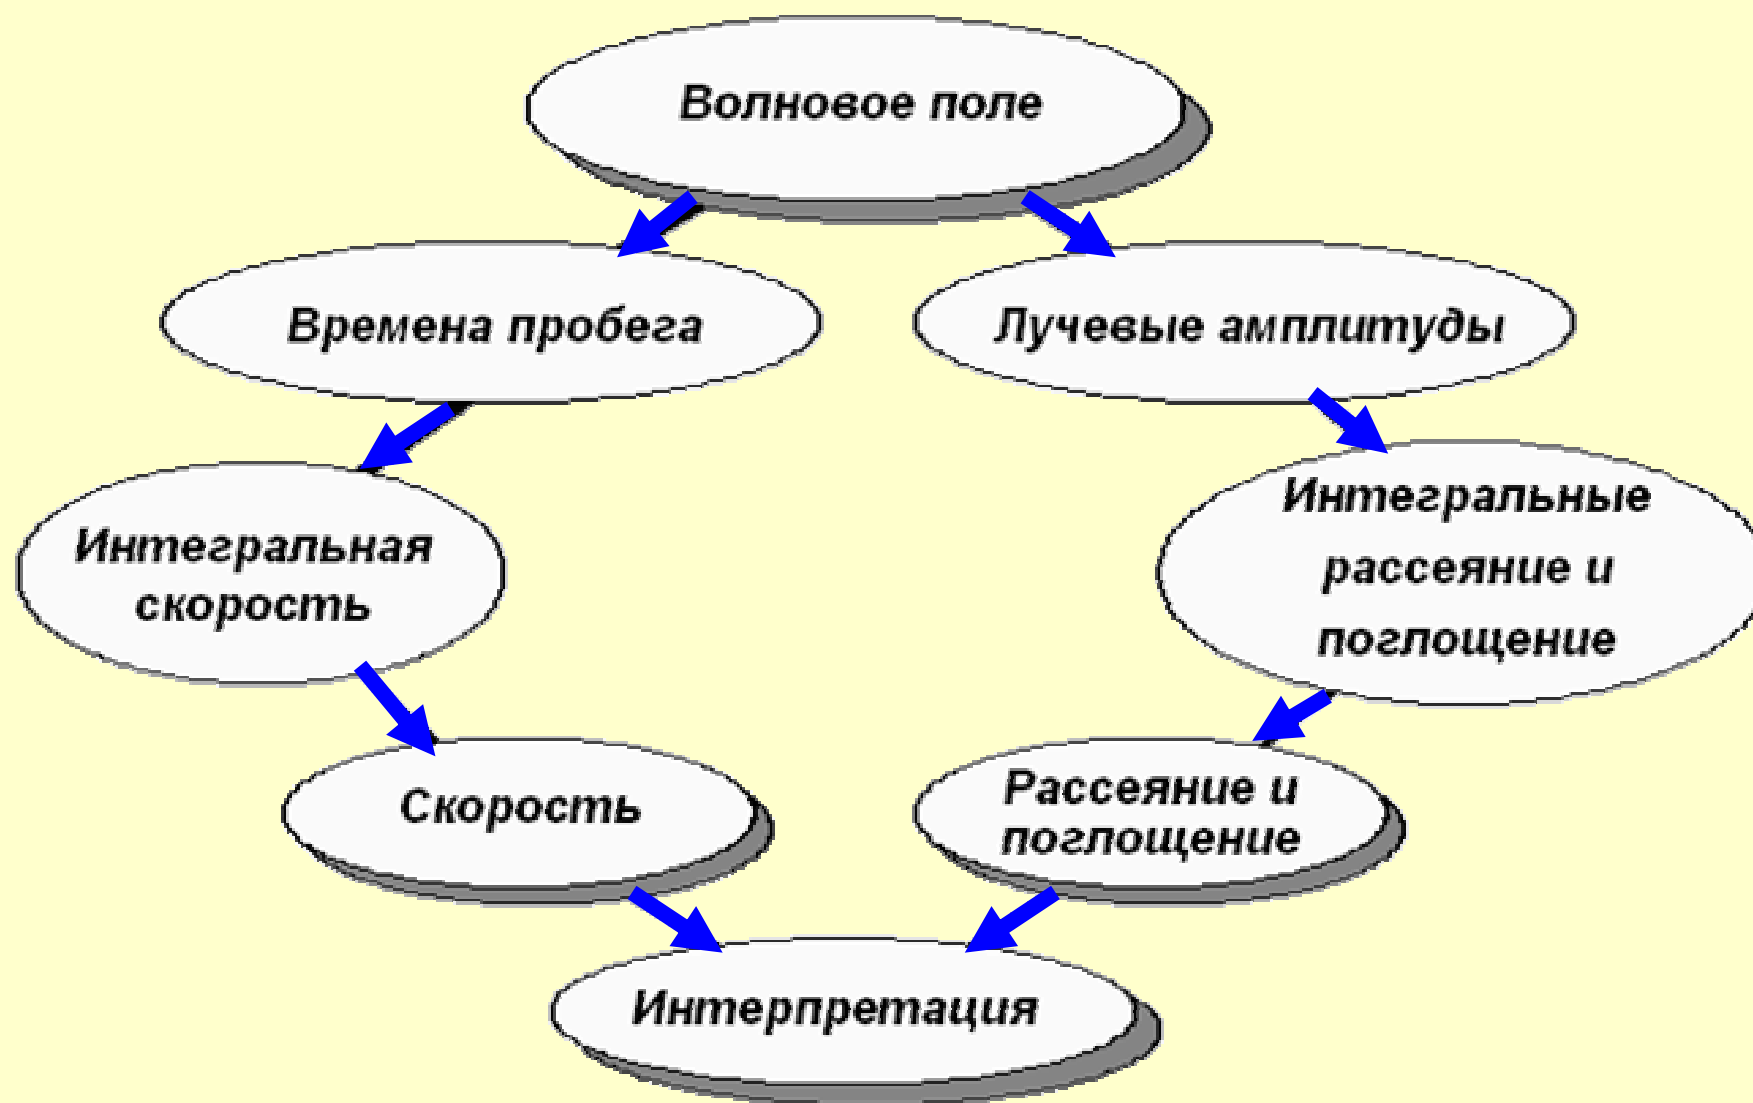 Волновое поле
Времена пробега
Лучевые амплитуды
Интегральная
скорость
Интегральные
рассеяние и
поглощение
Скорость
Рассеяние и
поглощение
Интерпретация